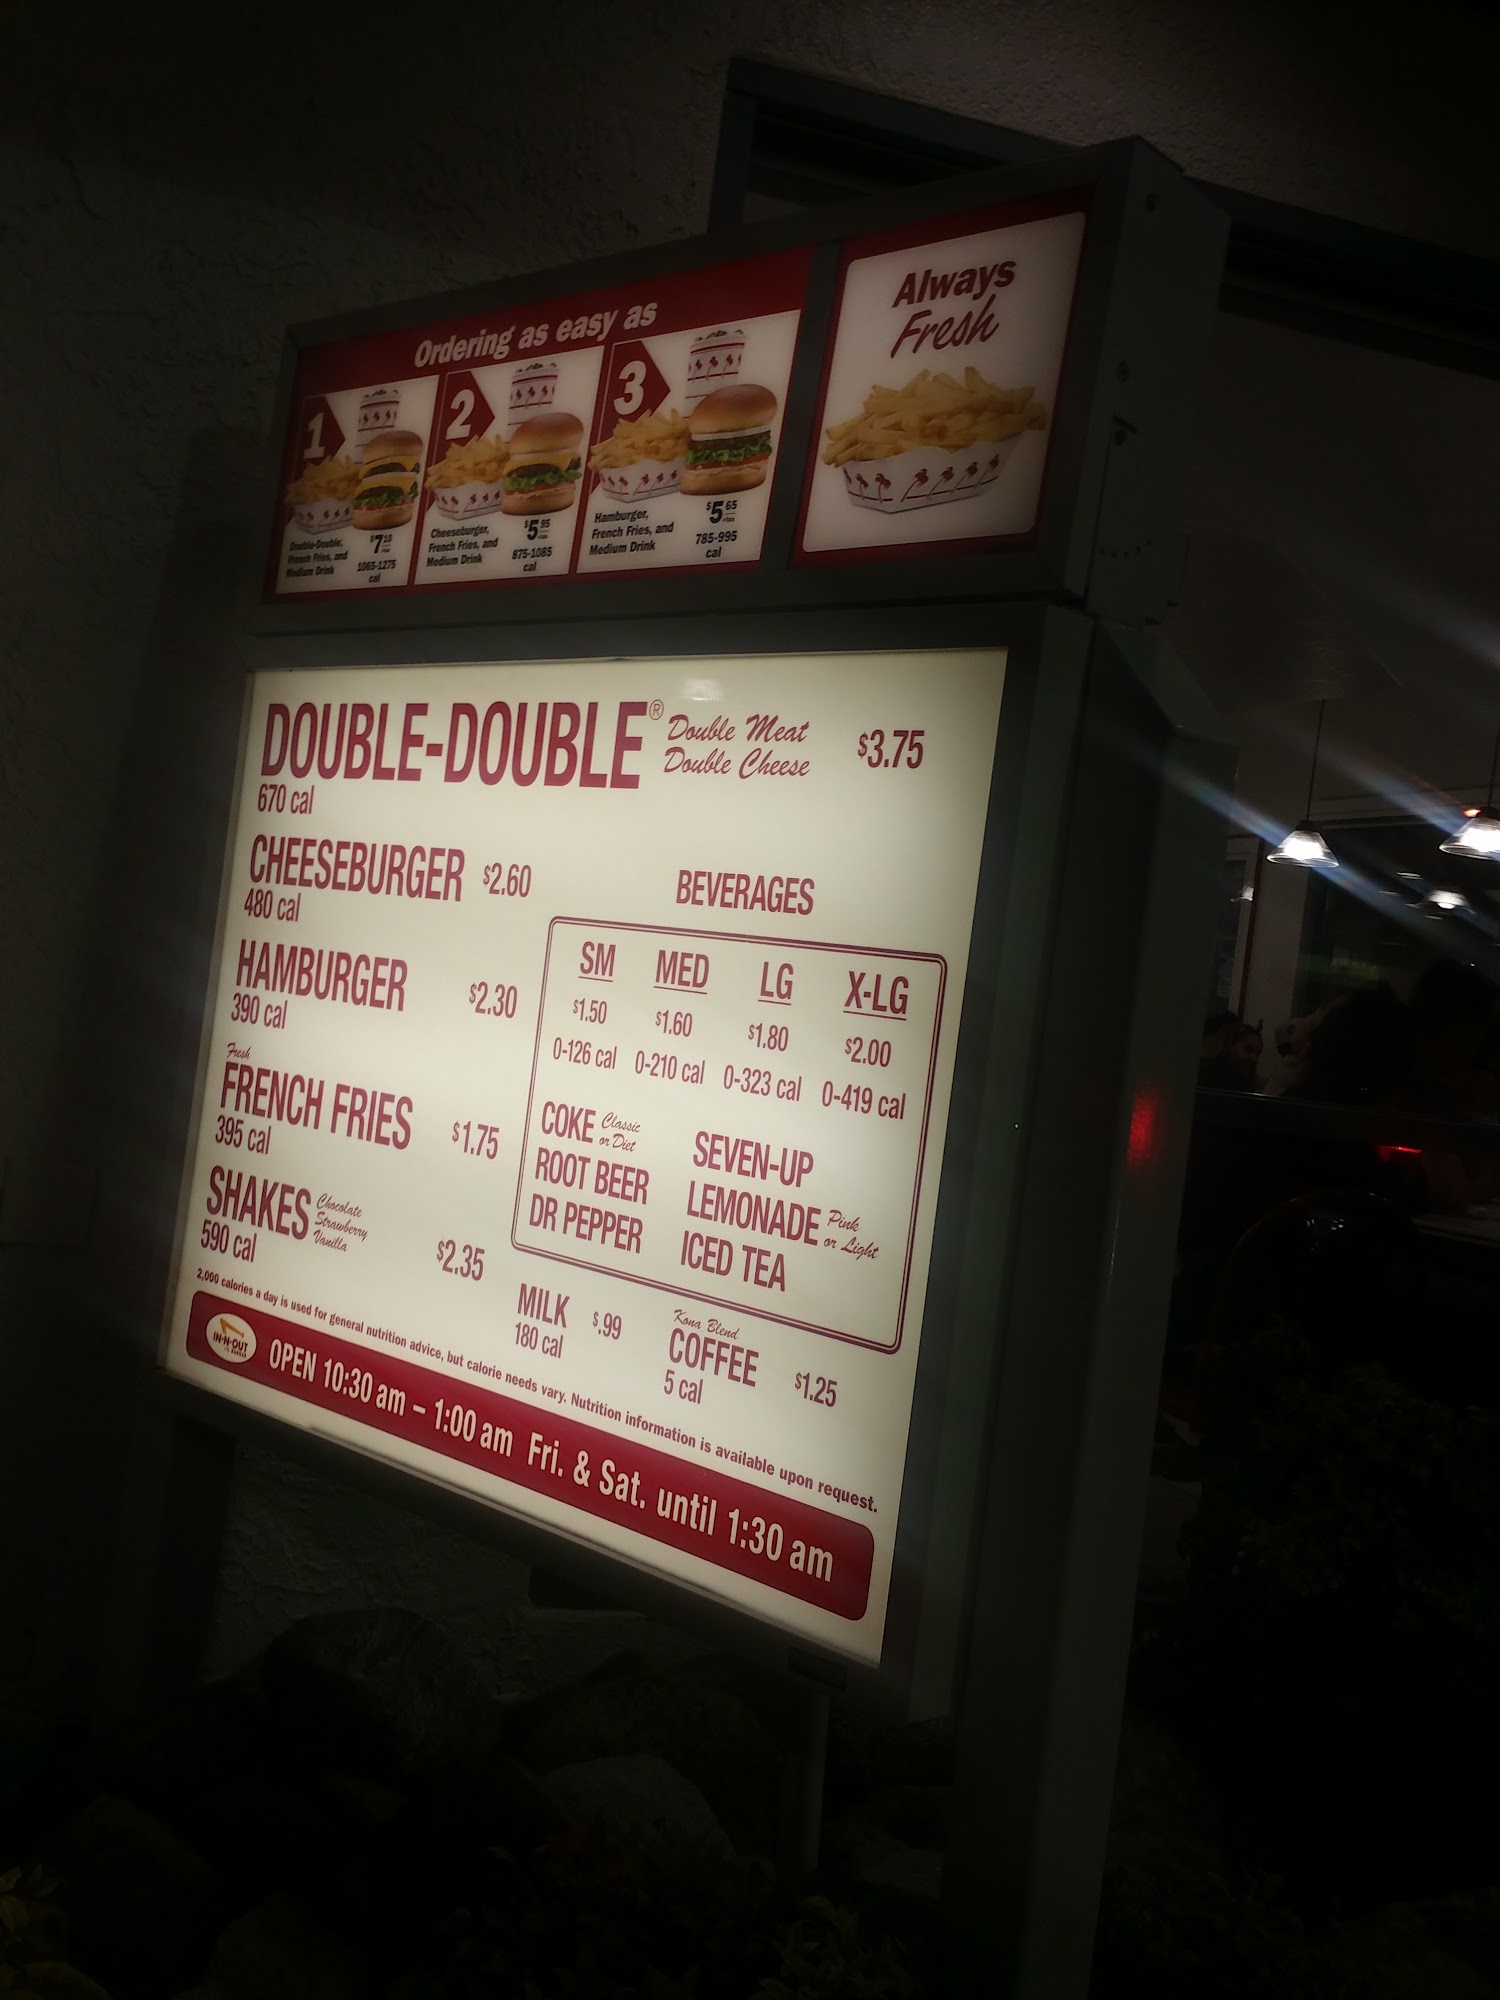 Ordering as easy as
1
Double-Double,
French Fries, and
Medium Drink
$7.10
1065-1275
cal
2
Cheeseburger,
French Fries, and
Medium Drink
$5.95
875-1085
cal
3
Hamburger,
French Fries, and
Medium Drink
$5.65
785-995
cal
Always
Fresh
DOUBLE-DOUBLE® Double Meat
Double Cheese
$3.75
670 cal
CHEESEBURGER $2.60
480 cal
HAMBURGER $2.30
390 cal
Fresh
FRENCH FRIES $1.75
395 cal
SHAKES Chocolate
Strawberry
Vanilla
$2.35
590 cal
BEVERAGES
SM MED LG X-LG
$1.50 $1.60 $1.80 $2.00
0-126 cal 0-210 cal 0-323 cal 0-419 cal
COKE Classic
or Diet
ROOT BEER
DR PEPPER
SEVEN-UP
LEMONADE Pink
or Light
ICED TEA
MILK $.99
180 cal
Kona Blend
COFFEE $1.25
5 cal
2,000 calories a day is used for general nutrition advice, but calorie needs vary. Nutrition information is available upon request.
IN-N-OUT
OPEN 10:30 am – 1:00 am Fri. & Sat. until 1:30 am